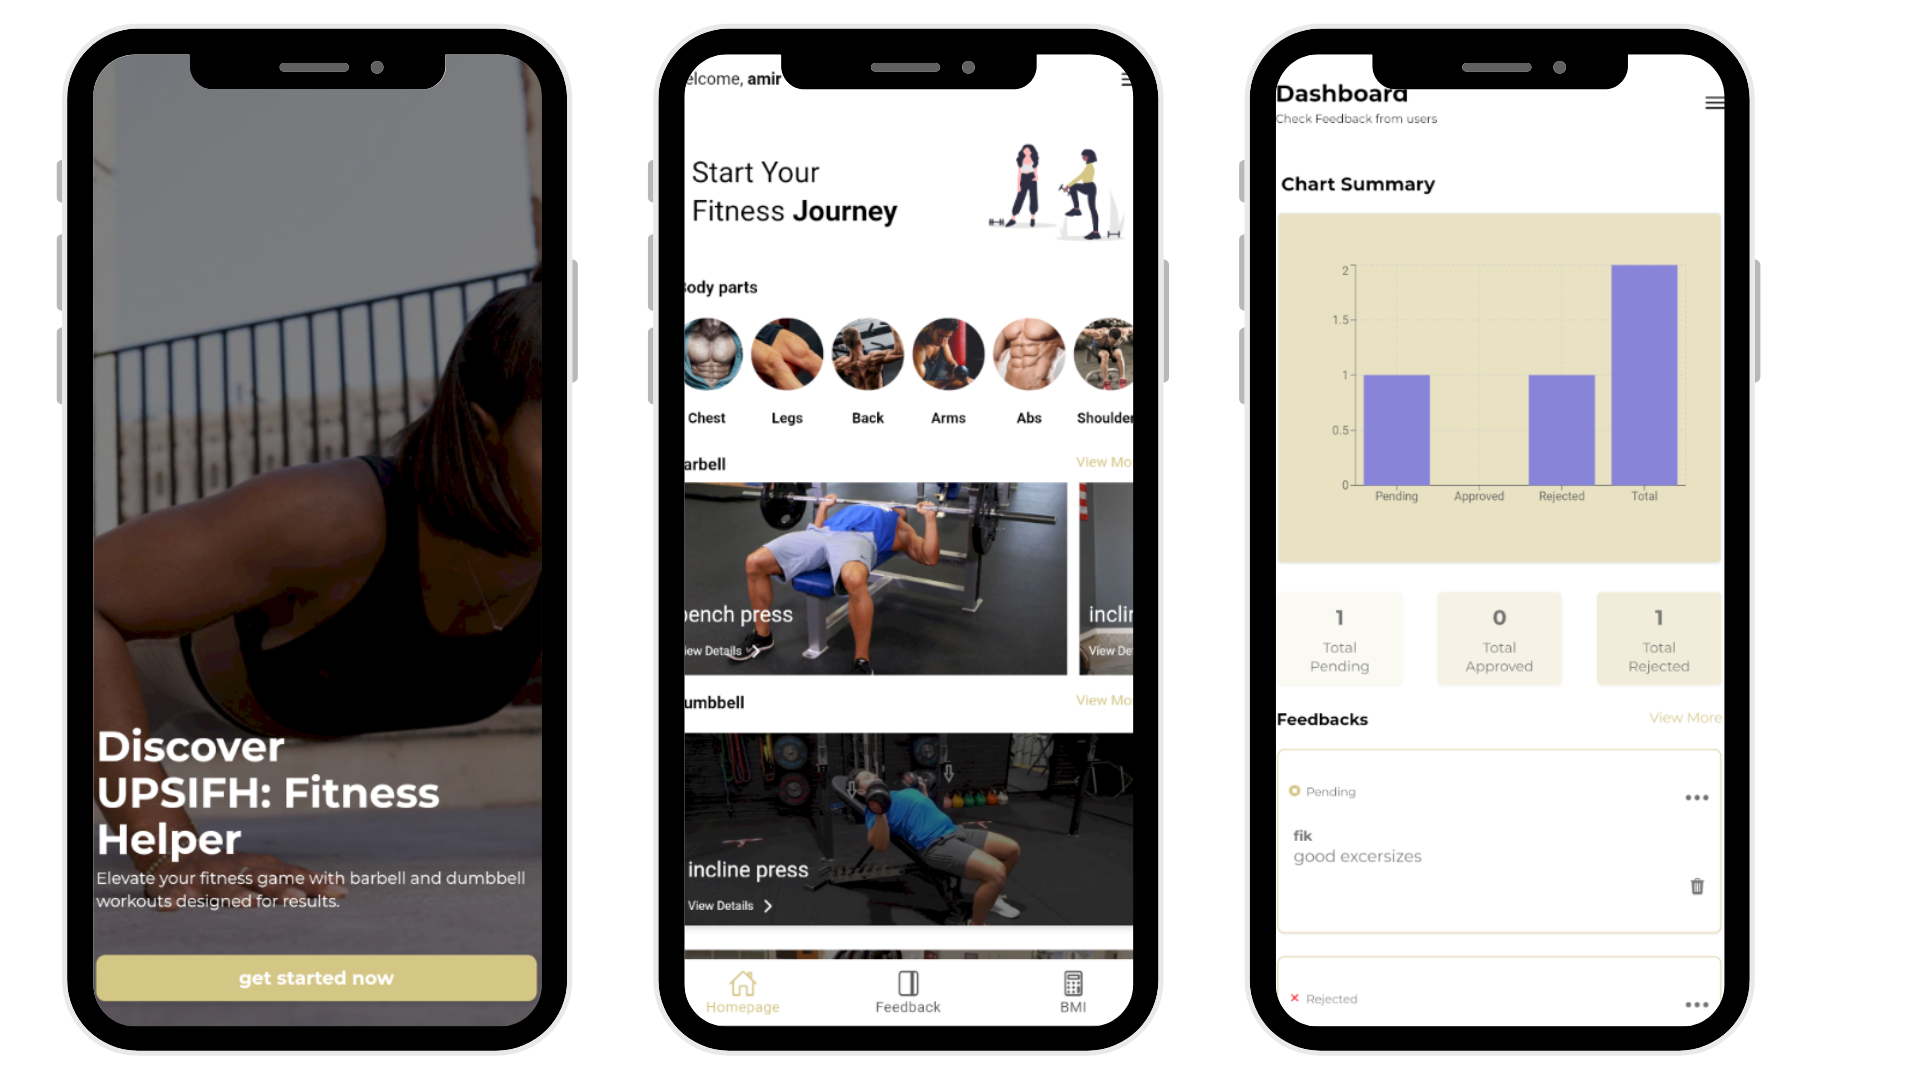 Discover
UPSIFH: Fitness
Helper
Elevate your fitness game with barbell and dumbbell
workouts designed for results.
get started now
elcome, amir
Start Your
Fitness Journey
ody parts
Chest Legs Back Arms Abs Shoulder
arbell View Mo
ench press inclin
iew Details View De
umbbell View Mo
incline press
View Details
Homepage Feedback BMI
Dashboard
Check Feedback from users
Chart Summary
2
1.5
1
0.5
0
Pending Approved Rejected Total
1 0 1
Total Total Total
Pending Approved Rejected
Feedbacks View More
Pending
fik
good excersizes
Rejected